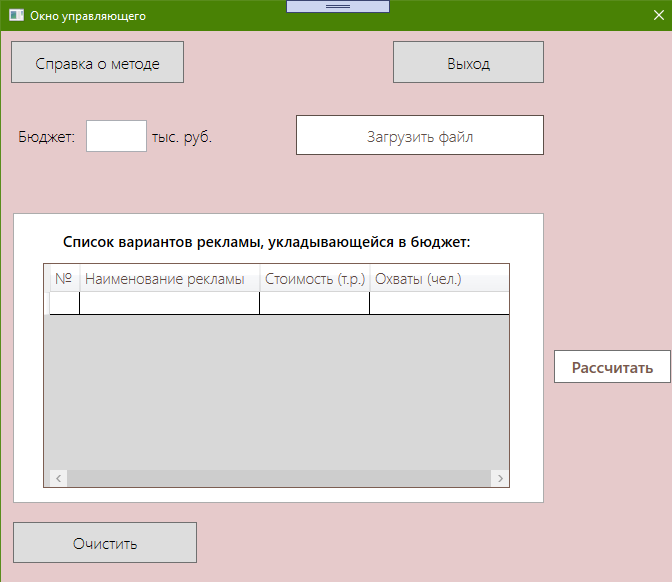 Окно управляющего
Справка о методе
Выход
Бюджет:
тыс. руб.
Загрузить файл
Список вариантов рекламы, укладывающейся в бюджет:
№ Наименование рекламы Стоимость (т.р.) Охваты (чел.)
Рассчитать
Очистить